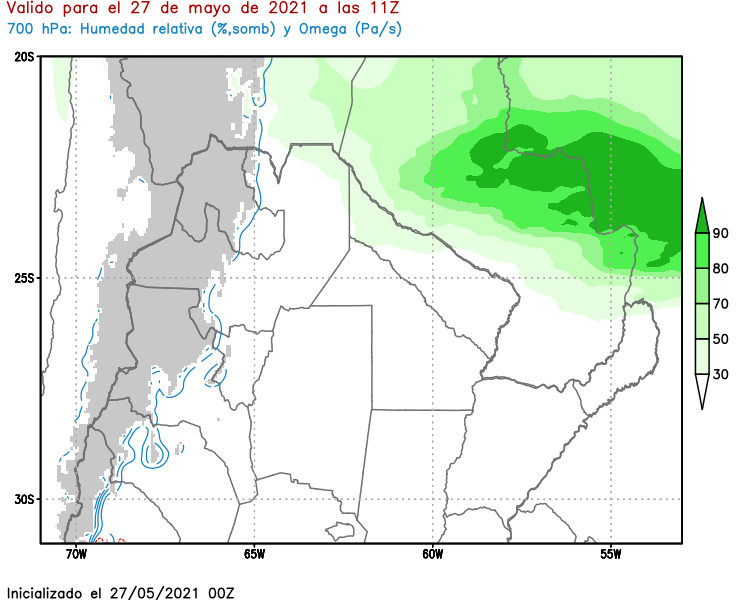 Valido para el 27 de mayo de 2021 a las 11Z
700 hPa: Humedad relativa (%,somb) y Omega (Pa/s)
20S
25S
30S
70W 65W 60W 55W
90
80
70
50
30
Inicializado el 27/05/2021 00Z